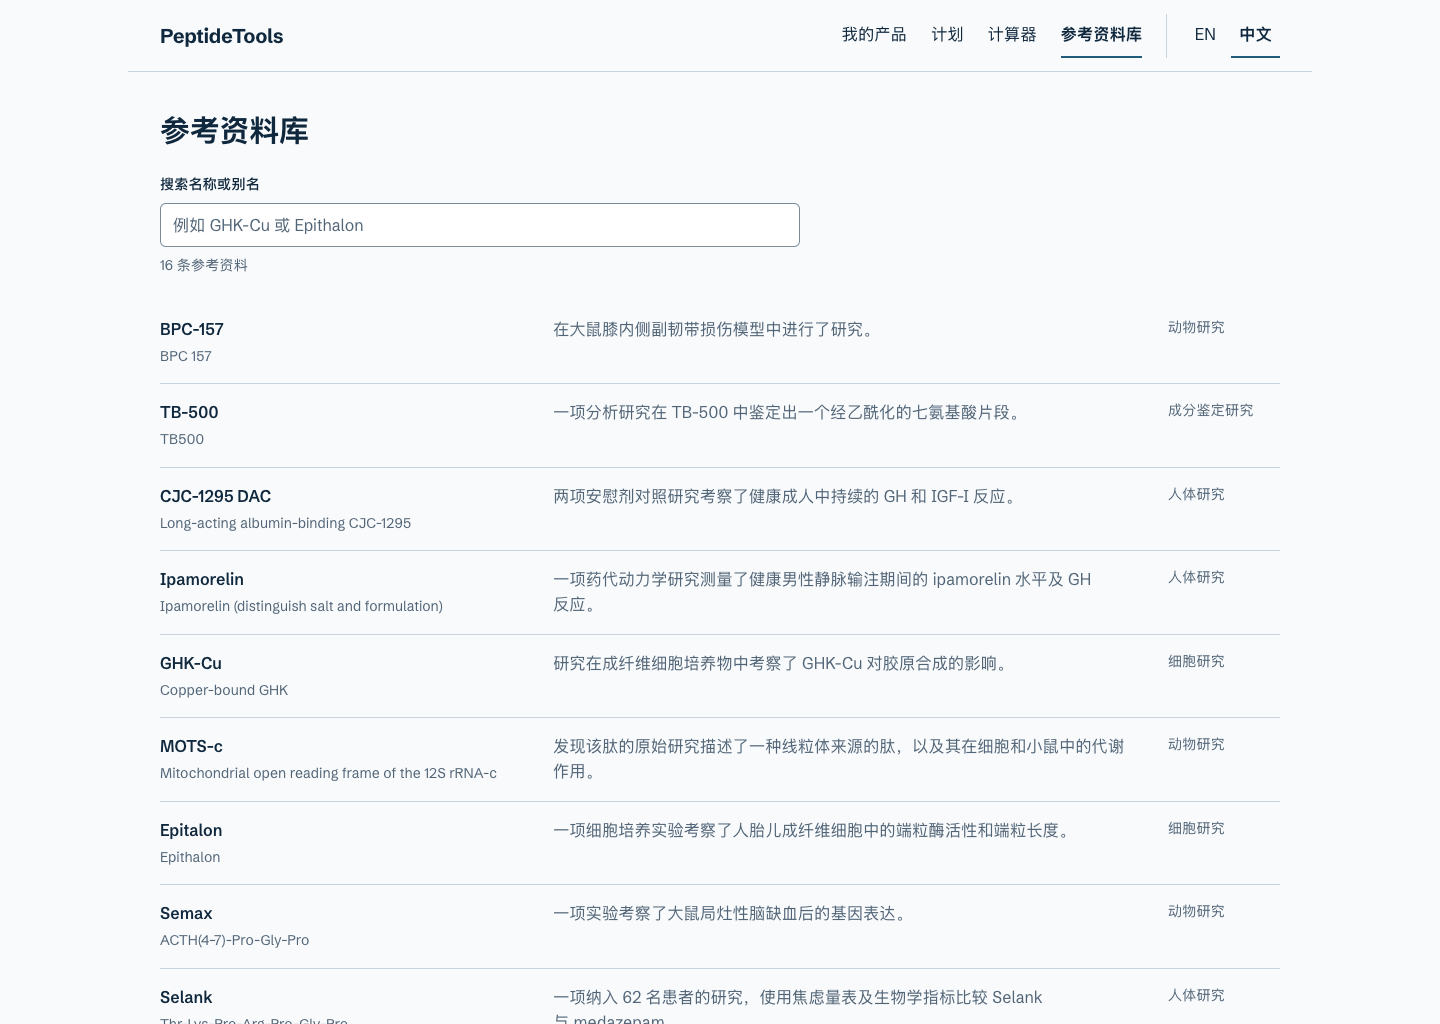 PeptideTools
我的产品
计划
计算器
参考资料库
EN
中文
参考资料库
搜索名称或别名
例如 GHK-Cu 或 Epithalon
16 条参考资料
BPC-157
在大鼠膝内侧副韧带损伤模型中进行了研究。
动物研究
BPC 157
TB-500
一项分析研究在 TB-500 中鉴定出一个经乙酰化的七氨基酸片段。
成分鉴定研究
TB500
CJC-1295 DAC
两项安慰剂对照研究考察了健康成人中持续的 GH 和 IGF-I 反应。
人体研究
Long-acting albumin-binding CJC-1295
Ipamorelin
一项药代动力学研究测量了健康男性静脉输注期间的 ipamorelin 水平及 GH
反应。
人体研究
Ipamorelin (distinguish salt and formulation)
GHK-Cu
研究在成纤维细胞培养物中考察了 GHK-Cu 对胶原合成的影响。
细胞研究
Copper-bound GHK
MOTS-c
发现该肽的原始研究描述了一种线粒体来源的肽，以及其在细胞和小鼠中的代谢
作用。
动物研究
Mitochondrial open reading frame of the 12S rRNA-c
Epitalon
一项细胞培养实验考察了人胎儿成纤维细胞中的端粒酶活性和端粒长度。
细胞研究
Epithalon
Semax
一项实验考察了大鼠局灶性脑缺血后的基因表达。
动物研究
ACTH(4-7)-Pro-Gly-Pro
Selank
一项纳入 62 名患者的研究，使用焦虑量表及生物学指标比较 Selank
与 medazepam
人体研究
Thr-Lys-Pro-Arg-Pro-Gly-Pro